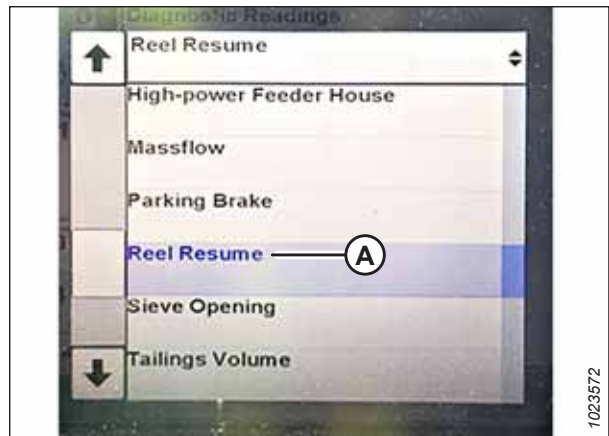 Diagnostic Readings
Reel Resume
High-power Feeder House
Massflow
Parking Brake
Reel Resume
A
Sieve Opening
Tailings Volume
1023572